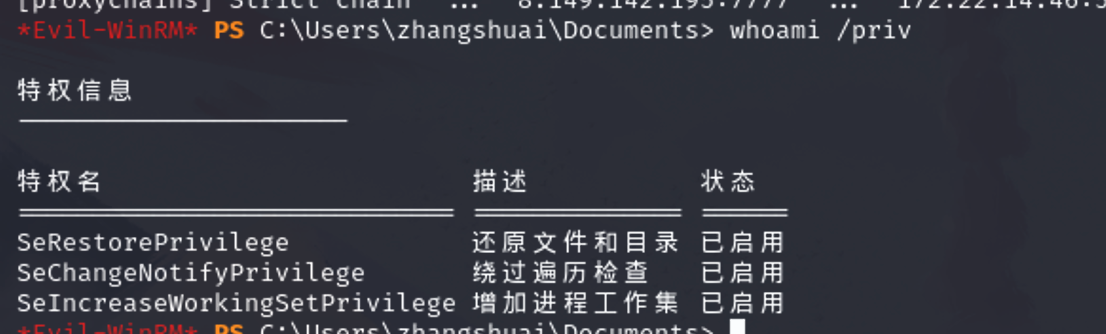 [proxychains] Strict chain ... 8.149.142.195:7777 ... 172.22.14.46:5
*Evil-WinRM* PS C:\Users\zhangshuai\Documents> whoami /priv
特权信息
----------------------
特权名 描述 状态
============================= ============== ======
SeRestorePrivilege 还原文件和目录 已启用
SeChangeNotifyPrivilege 绕过遍历检查 已启用
SeIncreaseWorkingSetPrivilege 增加进程工作集 已启用
*Evil-WinRM* PS C:\Users\zhangshuai\Documents>